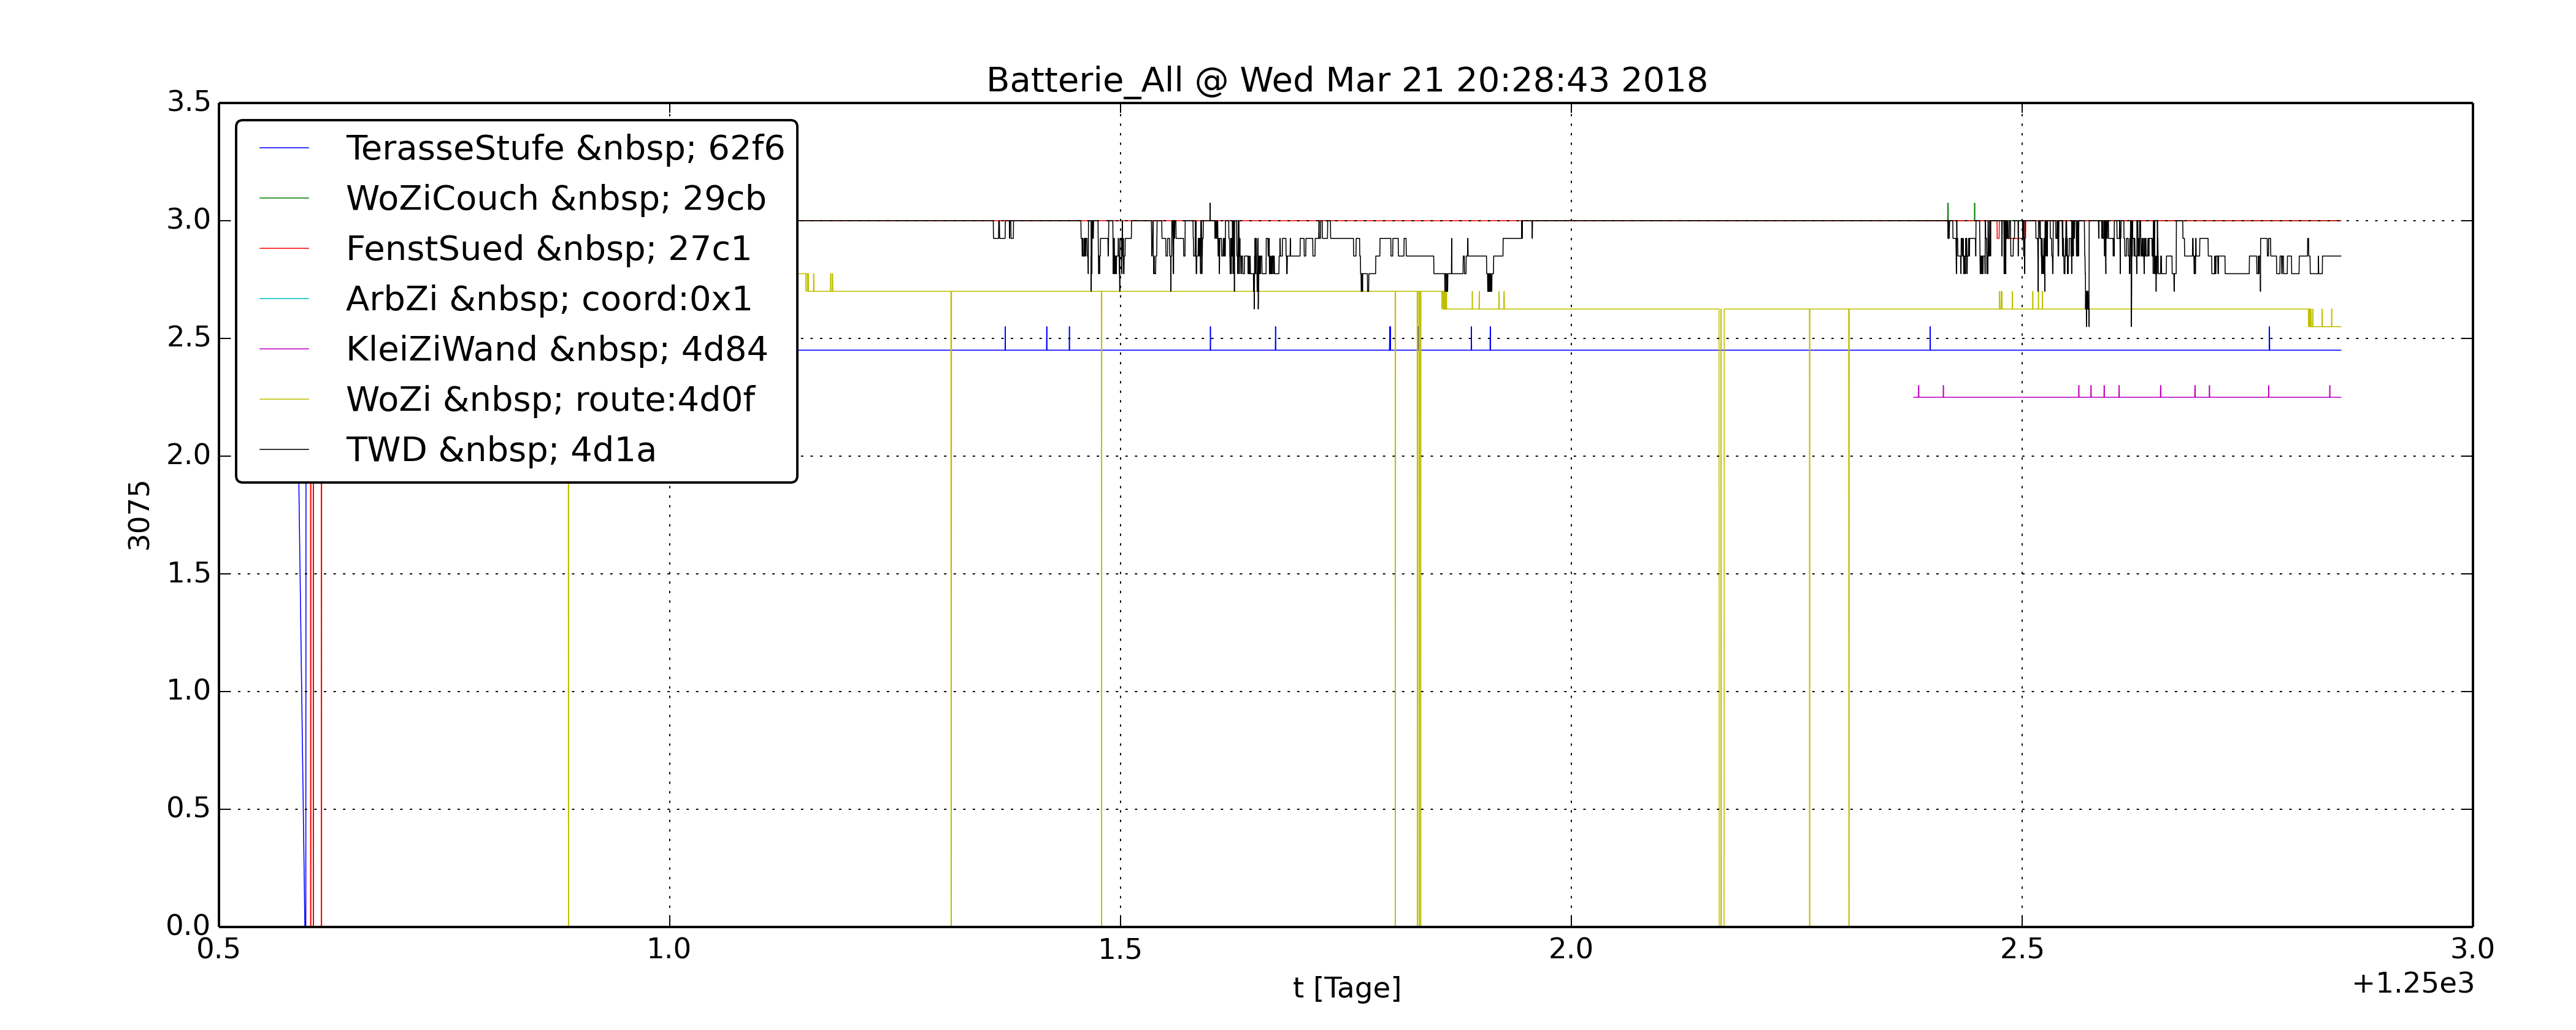 Batterie_All @ Wed Mar 21 20:28:43 2018
3.5
3.0
2.5
2.0
1.5
1.0
0.5
0.0
3075
TerasseStufe &nbsp; 62f6
WoZiCouch &nbsp; 29cb
FenstSued &nbsp; 27c1
ArbZi &nbsp; coord:0x1
KleiZiWand &nbsp; 4d84
WoZi &nbsp; route:4d0f
TWD &nbsp; 4d1a
0.5 1.0 1.5 2.0 2.5 3.0
t [Tage]
+1.25e3